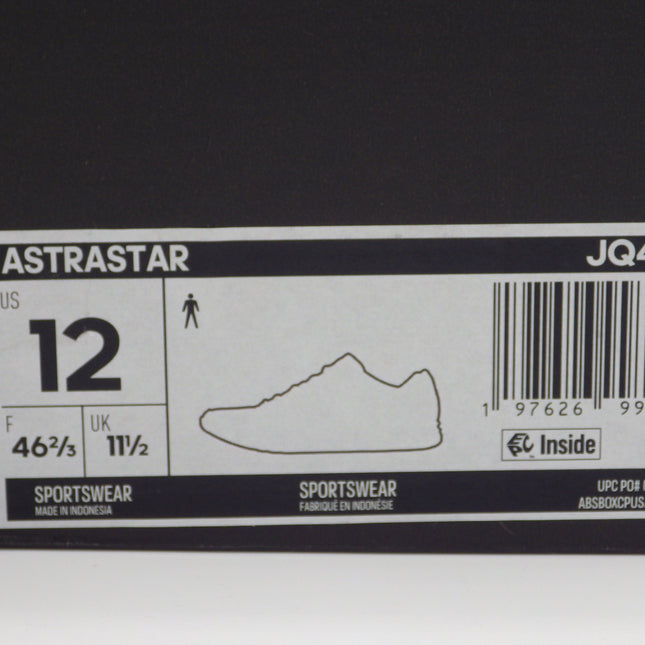 ASTRASTAR JQ4
US
12
F 46⅔ UK 11½
1 97626 99
Inside
SPORTSWEAR SPORTSWEAR UPC PO#
MADE IN INDONESIA FABRIQUÉ EN INDONÉSIE ABSBOXCPUS